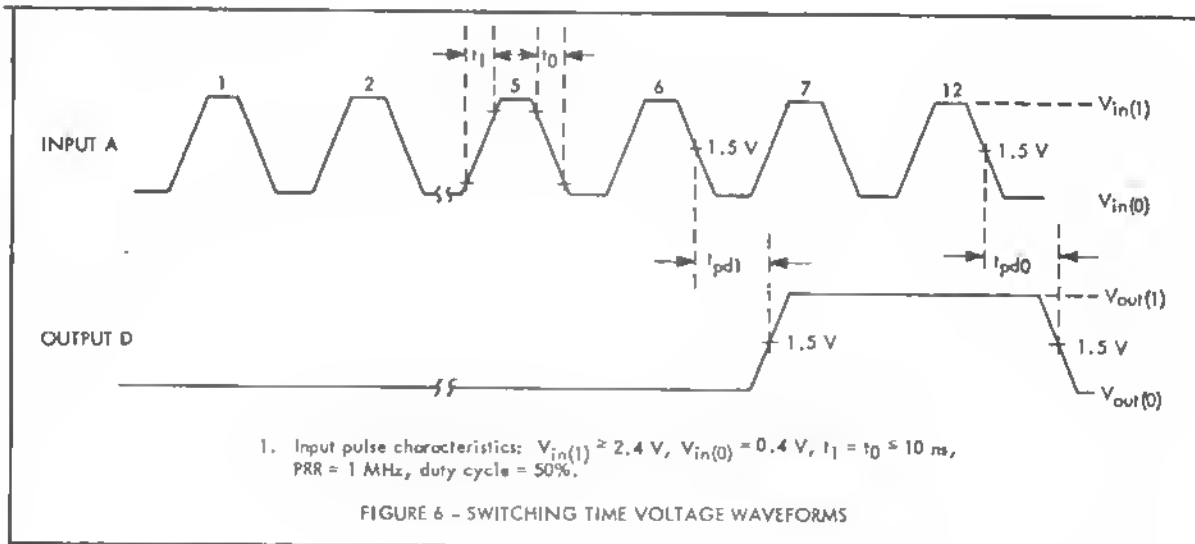 t1 t0
1 2 5 6 7 12
Vin(1)
INPUT A
1.5 V 1.5 V
Vin(0)
tpd1 tpd0
Vout(1)
OUTPUT D
1.5 V 1.5 V
Vout(0)
1. Input pulse characteristics: Vin(1) ≥ 2.4 V, Vin(0) = 0.4 V, t1 = t0 ≤ 10 ns,
PRR = 1 MHz, duty cycle = 50%.
FIGURE 6 - SWITCHING TIME VOLTAGE WAVEFORMS